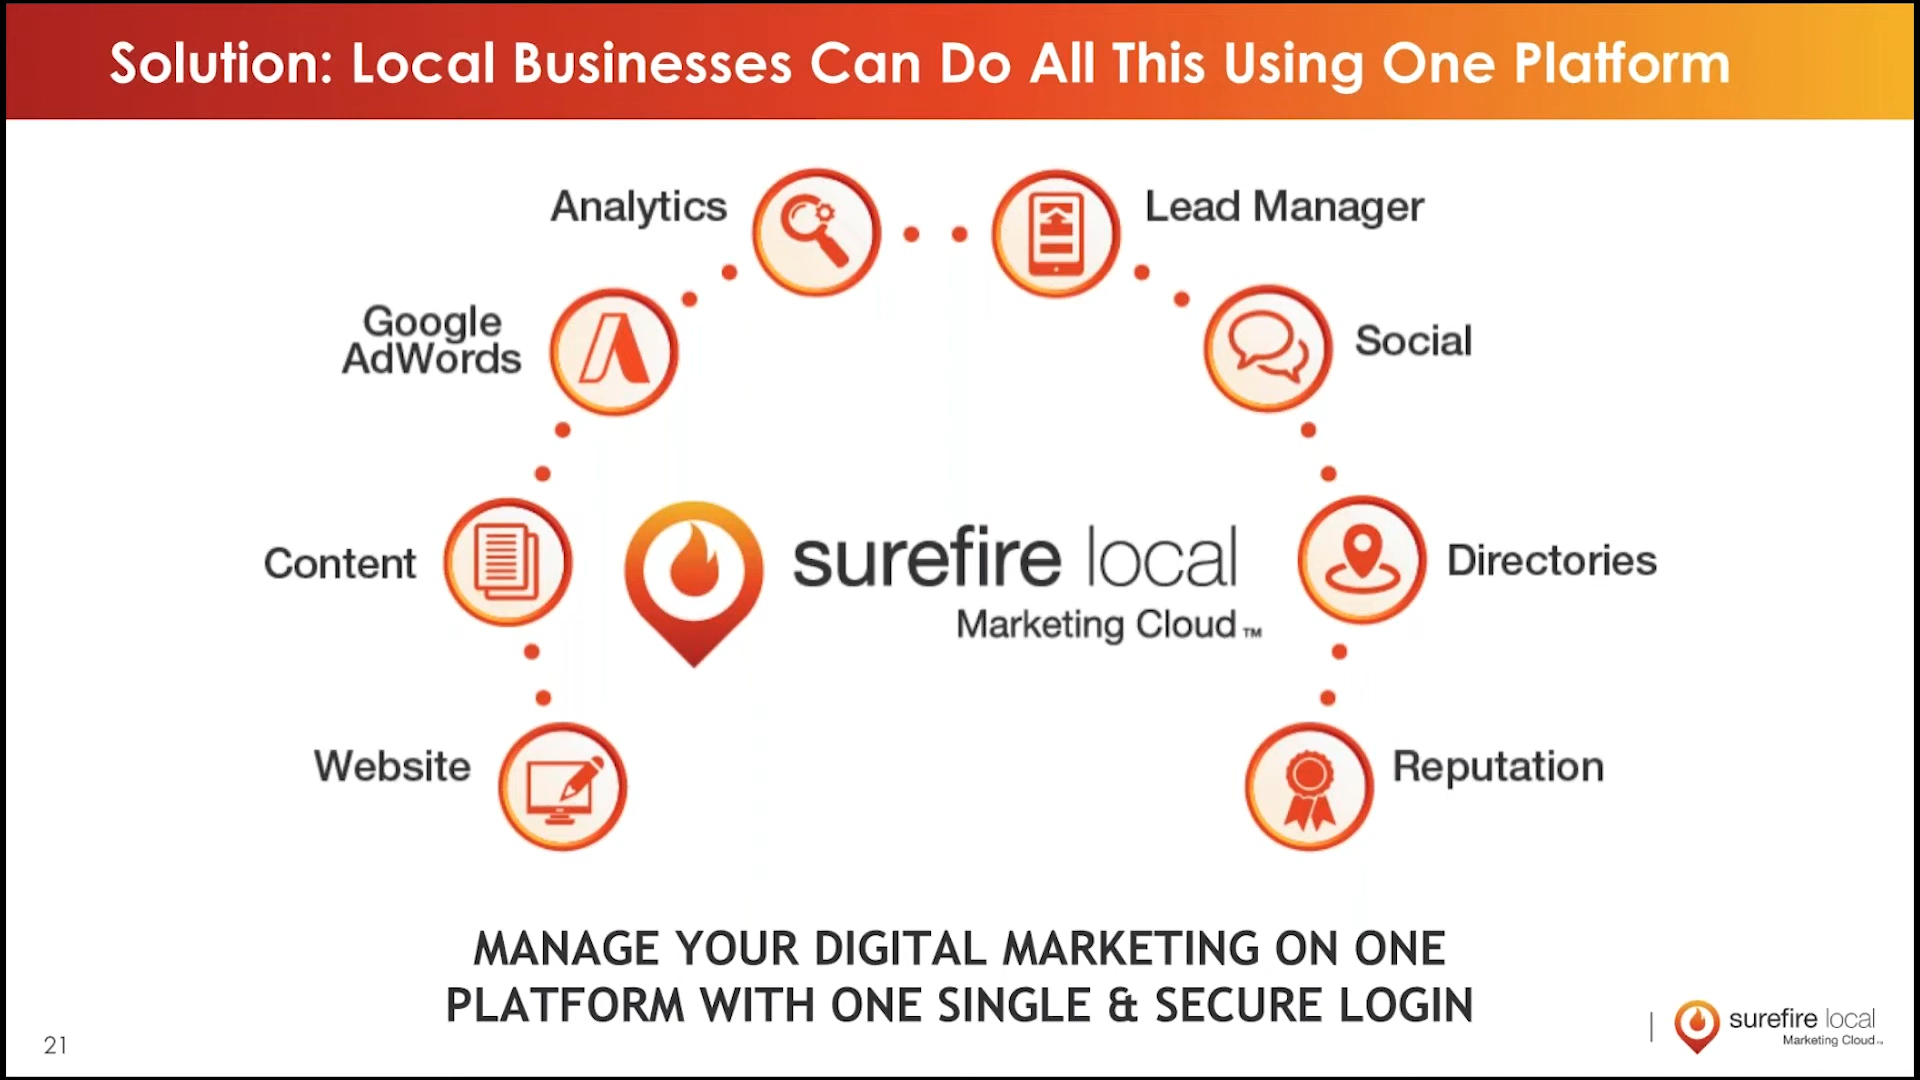 Solution: Local Businesses Can Do All This Using One Platform
Analytics
Lead Manager
Google
AdWords
Social
Content
surefire local
Marketing Cloud™
Directories
Website
Reputation
MANAGE YOUR DIGITAL MARKETING ON ONE
PLATFORM WITH ONE SINGLE & SECURE LOGIN
21
surefire local
Marketing Cloud™